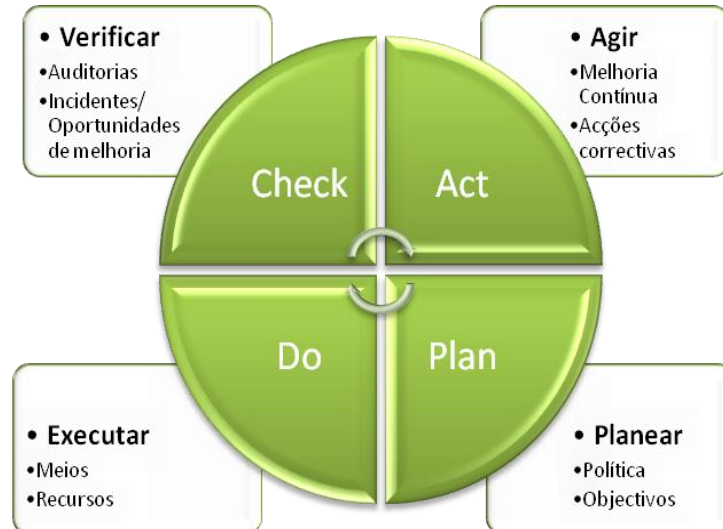 • Verificar
•Auditorias
•Incidentes/
Oportunidades
de melhoria
• Agir
•Melhoria
Contínua
•Acções
correctivas
Check
Act
Do
Plan
• Executar
•Meios
•Recursos
• Planear
•Política
•Objectivos